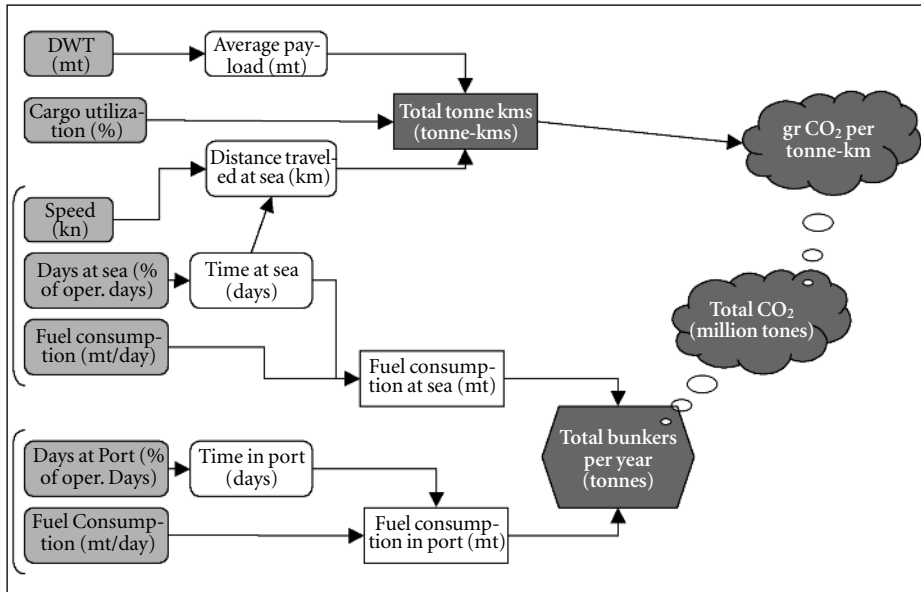 DWT
(mt)
Average pay-
load (mt)
Cargo utiliza-
tion (%)
Total tonne kms
(tonne-kms)
gr CO₂ per
tonne-km
Distance travel-
ed at sea (km)
Speed
(kn)
Days at sea (%
of oper. days)
Time at sea
(days)
Total CO₂
(million tones)
Fuel consump-
tion (mt/day)
Fuel consump-
tion at sea (mt)
Total bunkers
per year
(tonnes)
Days at Port (%
of oper. Days)
Time in port
(days)
Fuel Consump-
tion (mt/day)
Fuel consump-
tion in port (mt)